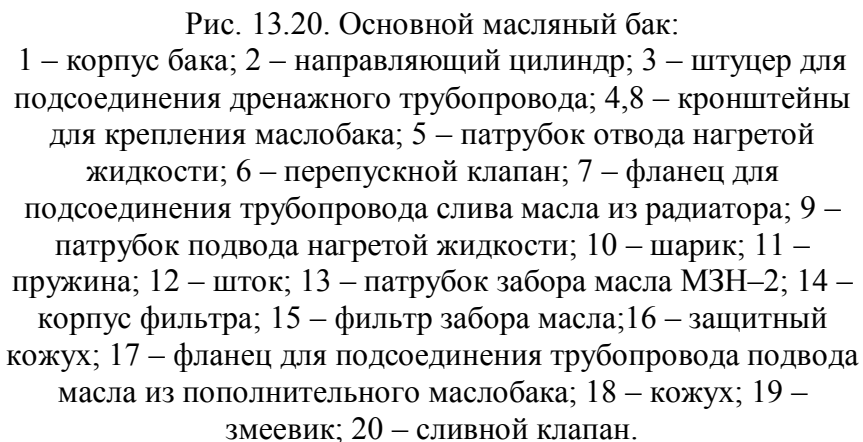 Рис. 13.20. Основной масляный бак:
1 – корпус бака; 2 – направляющий цилиндр; 3 – штуцер для
подсоединения дренажного трубопровода; 4,8 – кронштейны
для крепления маслобака; 5 – патрубок отвода нагретой
жидкости; 6 – перепускной клапан; 7 – фланец для
подсоединения трубопровода слива масла из радиатора; 9 –
патрубок подвода нагретой жидкости; 10 – шарик; 11 –
пружина; 12 – шток; 13 – патрубок забора масла МЗН–2; 14 –
корпус фильтра; 15 – фильтр забора масла;16 – защитный
кожух; 17 – фланец для подсоединения трубопровода подвода
масла из пополнительного маслобака; 18 – кожух; 19 –
змеевик; 20 – сливной клапан.